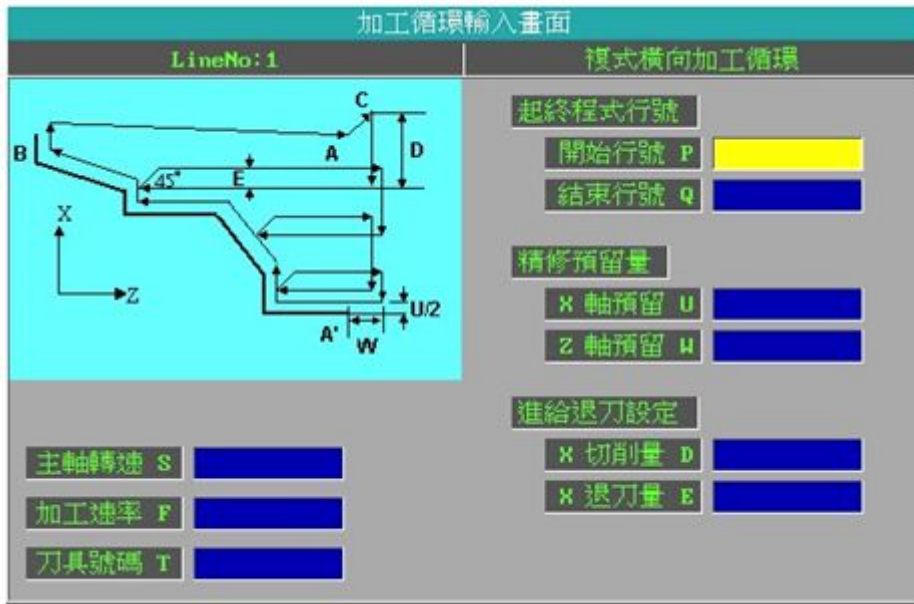 加工循環輸入畫面
LineNo:1
複式橫向加工循環
C
A
D
B
45°
E
X
Z
U/2
A'
W
起終程式行號
開始行號 P
結束行號 Q
精修預留量
X 軸預留 U
Z 軸預留 W
進給退刀設定
X 切削量 D
X 退刀量 E
主軸轉速 S
加工速率 F
刀具號碼 T